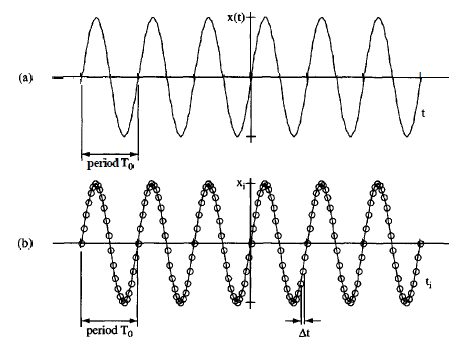 x(t)
(a)
t
period T₀
xᵢ
(b)
tᵢ
period T₀
Δt